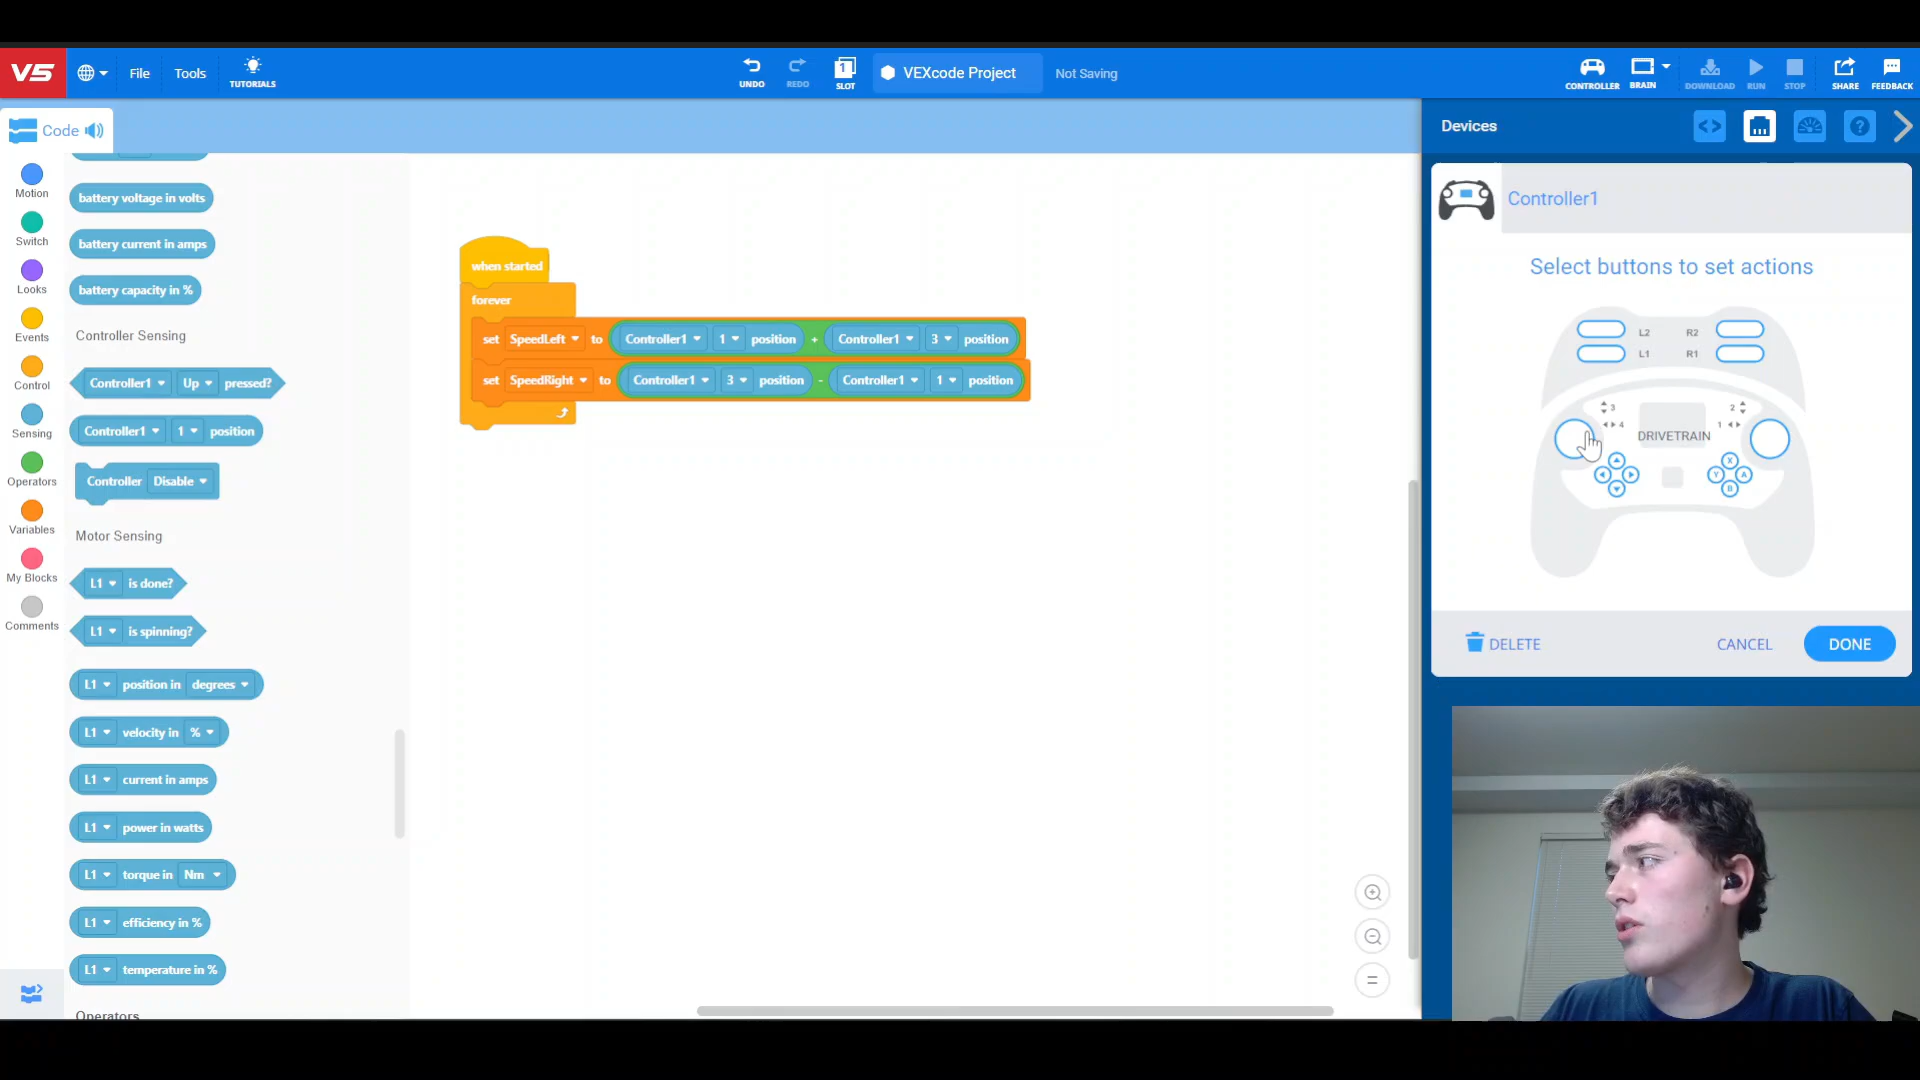 V5 File Tools TUTORIALS UNDO REDO 1 SLOT VEXcode Project Not Saving CONTROLLER BRAIN DOWNLOAD RUN STOP SHARE FEEDBACK
Code
Devices
Motion
Switch
Looks
Events
Control
Sensing
Operators
Variables
My Blocks
Comments
battery voltage in volts
battery current in amps
battery capacity in %
Controller Sensing
Controller1 Up pressed?
Controller1 1 position
Controller Disable
Motor Sensing
L1 is done?
L1 is spinning?
L1 position in degrees
L1 velocity in %
L1 current in amps
L1 power in watts
L1 torque in Nm
L1 efficiency in %
L1 temperature in %
Operators
when started
forever
set SpeedLeft to Controller1 1 position + Controller1 3 position
set SpeedRight to Controller1 3 position - Controller1 1 position
Controller1
Select buttons to set actions
L2 R2
L1 R1
3 2
4 1
DRIVETRAIN
X
Y A
B
DELETE CANCEL DONE